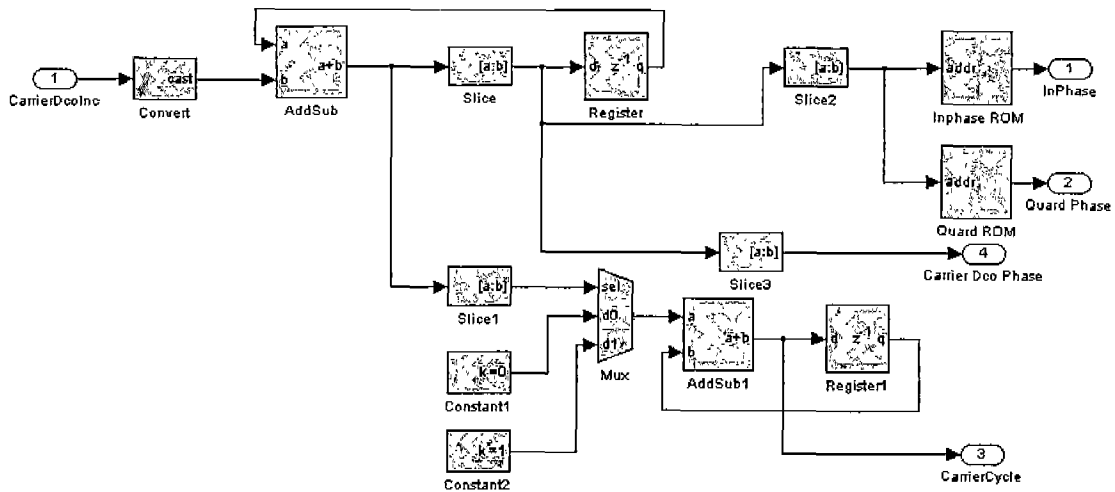 1
CarrierDcoInc
cast
Convert
a
b
a+b
AddSub
[a:b]
Slice
d
z-1
q
Register
[a:b]
Slice2
addr
Inphase ROM
1
InPhase
addr
Quard ROM
2
Quard Phase
[a:b]
Slice3
4
Carrier Dco Phase
[a:b]
Slice1
sel
d0
d1
Mux
k=0
Constant1
k=1
Constant2
a
b
a+b
AddSub1
d
z-1
q
Register1
3
CarrierCycle